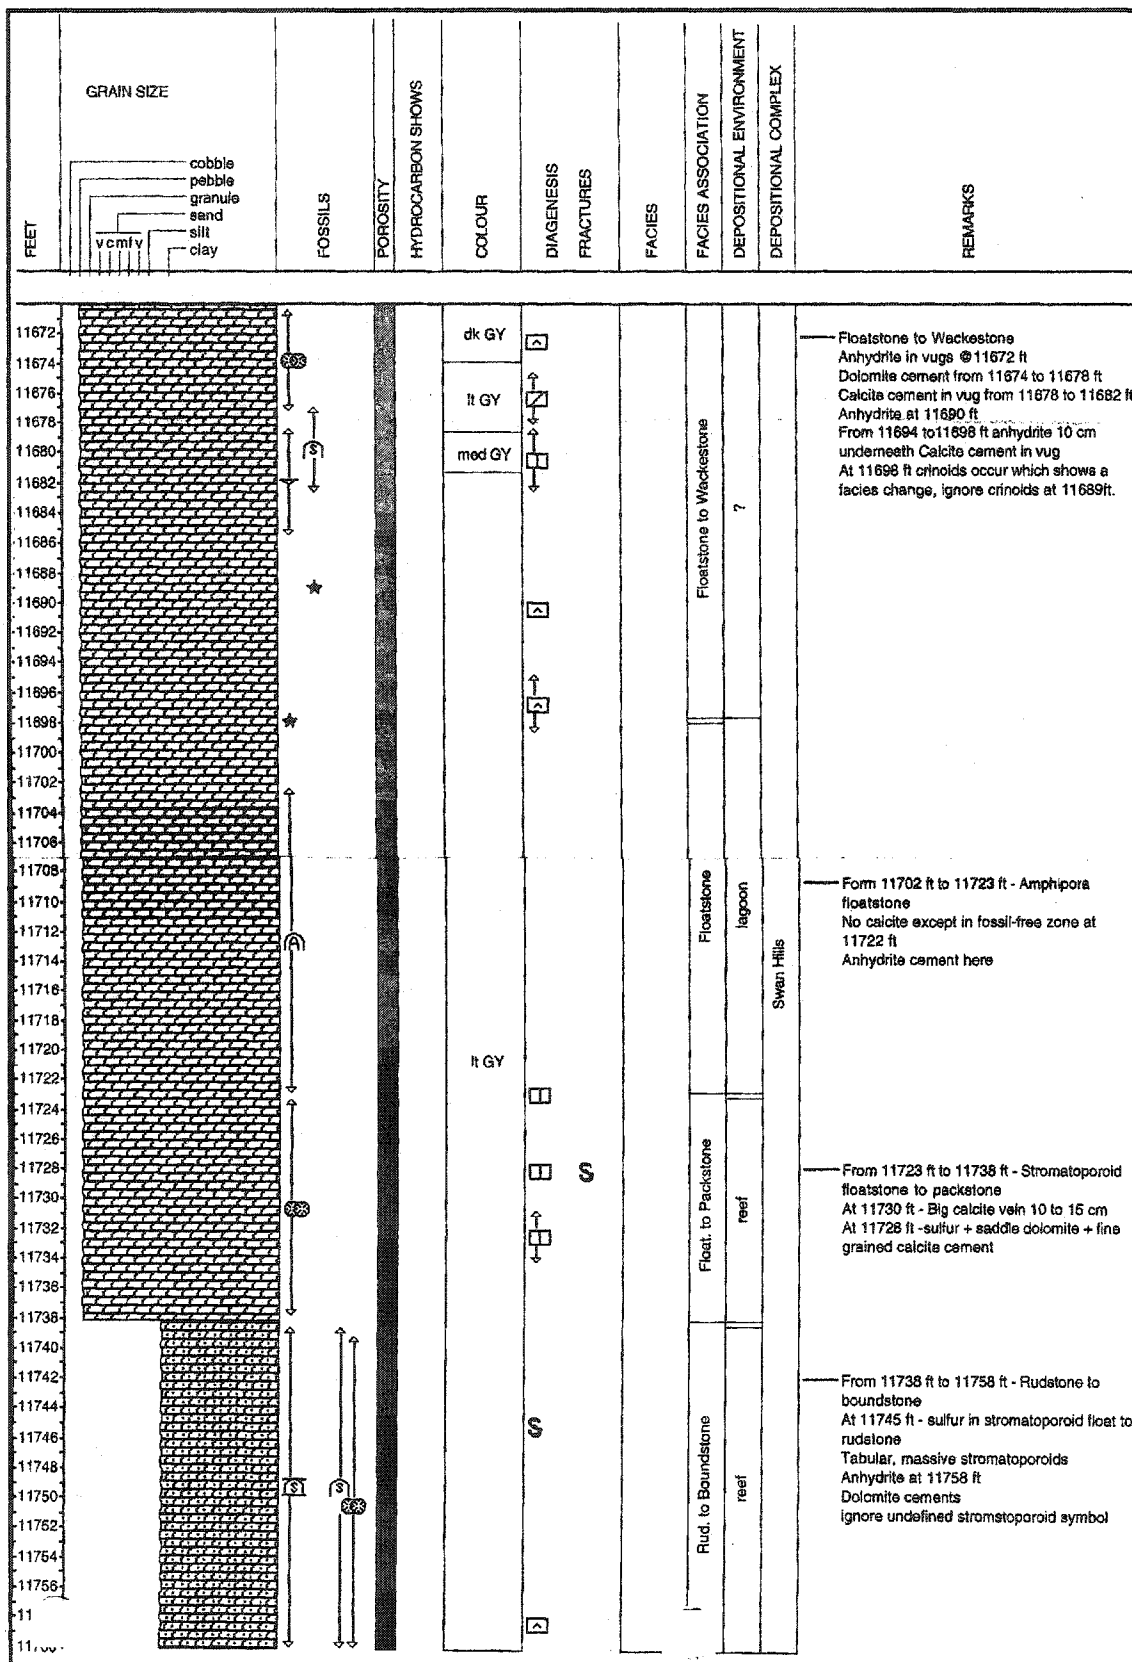 GRAIN SIZE
cobble
pebble
granule
sand
silt
clay
v c m f v
FEET
FOSSILS
POROSITY
HYDROCARBON SHOWS
COLOUR
DIAGENESIS
FRACTURES
FACIES
FACIES ASSOCIATION
DEPOSITIONAL ENVIRONMENT
DEPOSITIONAL COMPLEX
REMARKS
11672
11674
11676
11678
11680
11682
11684
11686
11688
11690
11692
11694
11696
11698
11700
11702
11704
11706
11708
11710
11712
11714
11716
11718
11720
11722
11724
11726
11728
11730
11732
11734
11736
11738
11740
11742
11744
11746
11748
11750
11752
11754
11756
11
S
A
S
S
dk GY
lt GY
med GY
lt GY
S
S
Floatstone to Wackestone
Floatstone
Float. to Packstone
Rud. to Boundstone
?
lagoon
reef
reef
Swan Hills
Floatstone to Wackestone
Anhydrite in vugs @11672 ft
Dolomite cement from 11674 to 11678 ft
Calcite cement in vug from 11678 to 11682 ft
Anhydrite at 11690 ft
From 11694 to11698 ft anhydrite 10 cm
underneath Calcite cement in vug
At 11698 ft crinoids occur which shows a
facies change, ignore crinoids at 11689ft.
Form 11702 ft to 11723 ft - Amphipora
floatstone
No calcite except in fossil-free zone at
11722 ft
Anhydrite cement here
From 11723 ft to 11738 ft - Stromatoporoid
floatstone to packstone
At 11730 ft - Big calcite vein 10 to 15 cm
At 11728 ft -sulfur + saddle dolomite + fine
grained calcite cement
From 11738 ft to 11758 ft - Rudstone to
boundstone
At 11745 ft - sulfur in stromatoporoid float to
rudstone
Tabular, massive stromatoporoids
Anhydrite at 11758 ft
Dolomite cements
ignore undefined stromstoporoid symbol